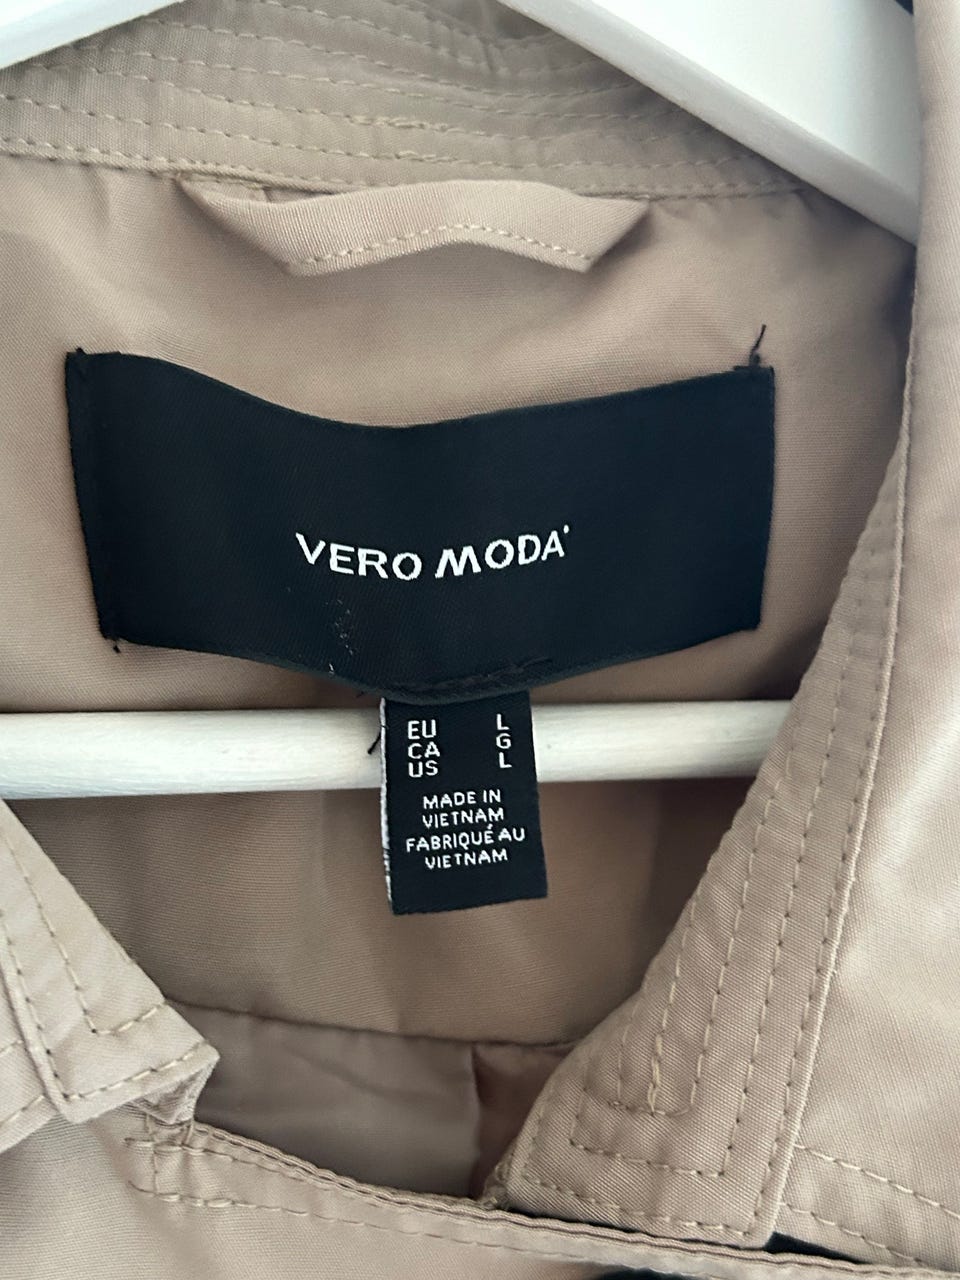 VERO MODA
EU L
CA G
US L
MADE IN
VIETNAM
FABRIQUÉ AU
VIETNAM